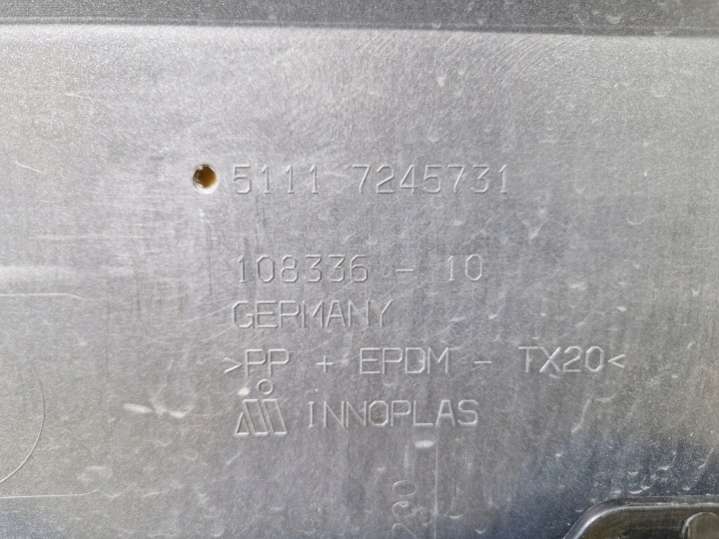 5111 7245731
108336 - 10
GERMANY
>PP + EPDM - TX20<
INNOPLAS